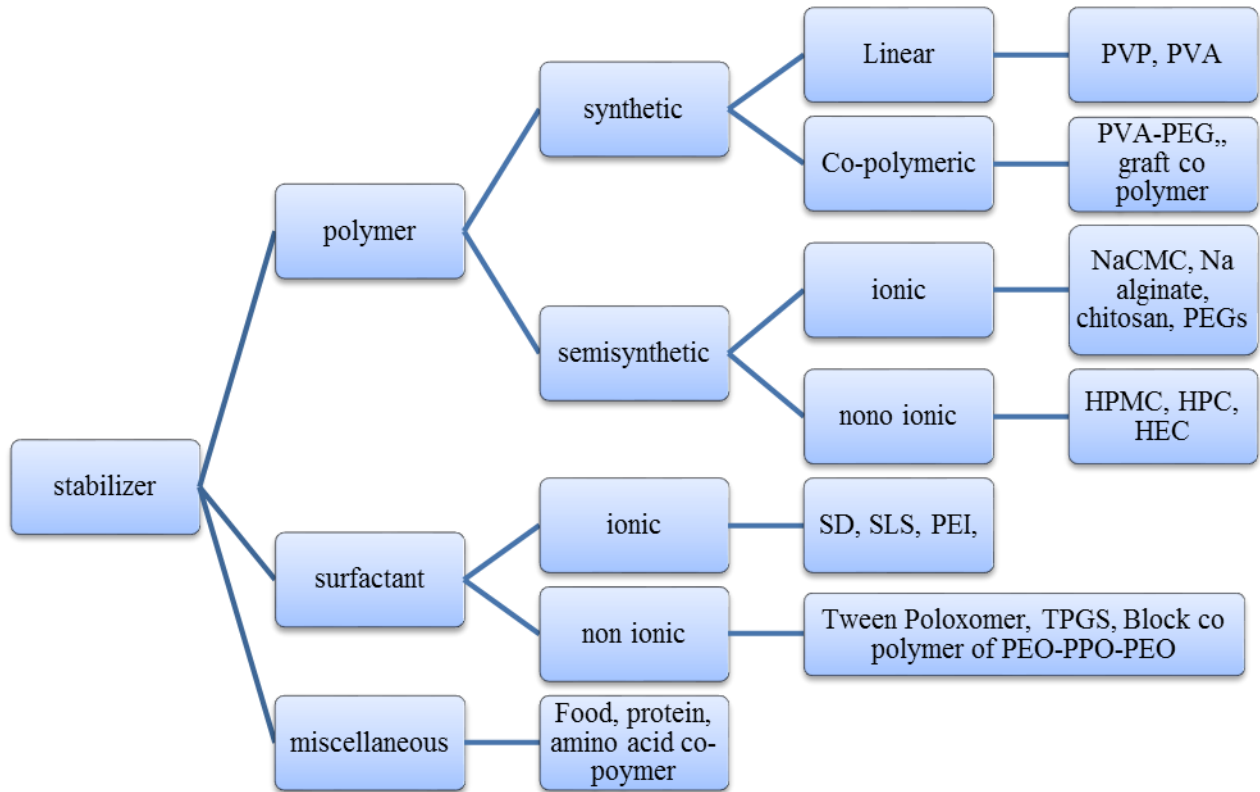 Linear
PVP, PVA
synthetic
Co-polymeric
PVA-PEG,,
graft co
polymer
polymer
ionic
NaCMC, Na
alginate,
chitosan, PEGs
semisynthetic
nono ionic
HPMC, HPC,
HEC
stabilizer
ionic
SD, SLS, PEI,
surfactant
non ionic
Tween Poloxomer, TPGS, Block co
polymer of PEO-PPO-PEO
miscellaneous
Food, protein,
amino acid co-
poymer